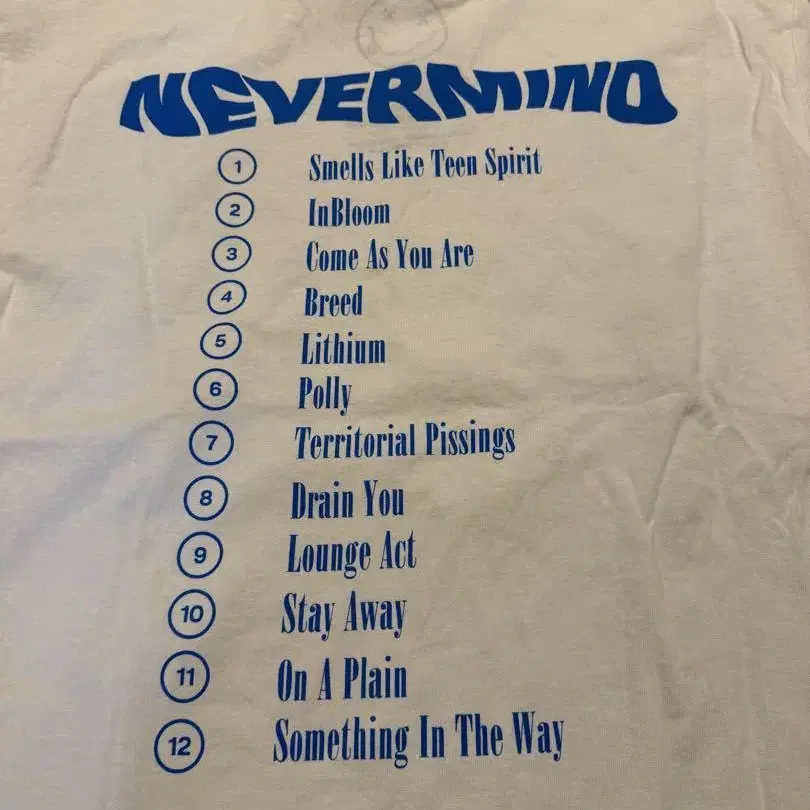 NEVERMIND
1 Smells Like Teen Spirit
2 InBloom
3 Come As You Are
4 Breed
5 Lithium
6 Polly
7 Territorial Pissings
8 Drain You
9 Lounge Act
10 Stay Away
11 On A Plain
12 Something In The Way